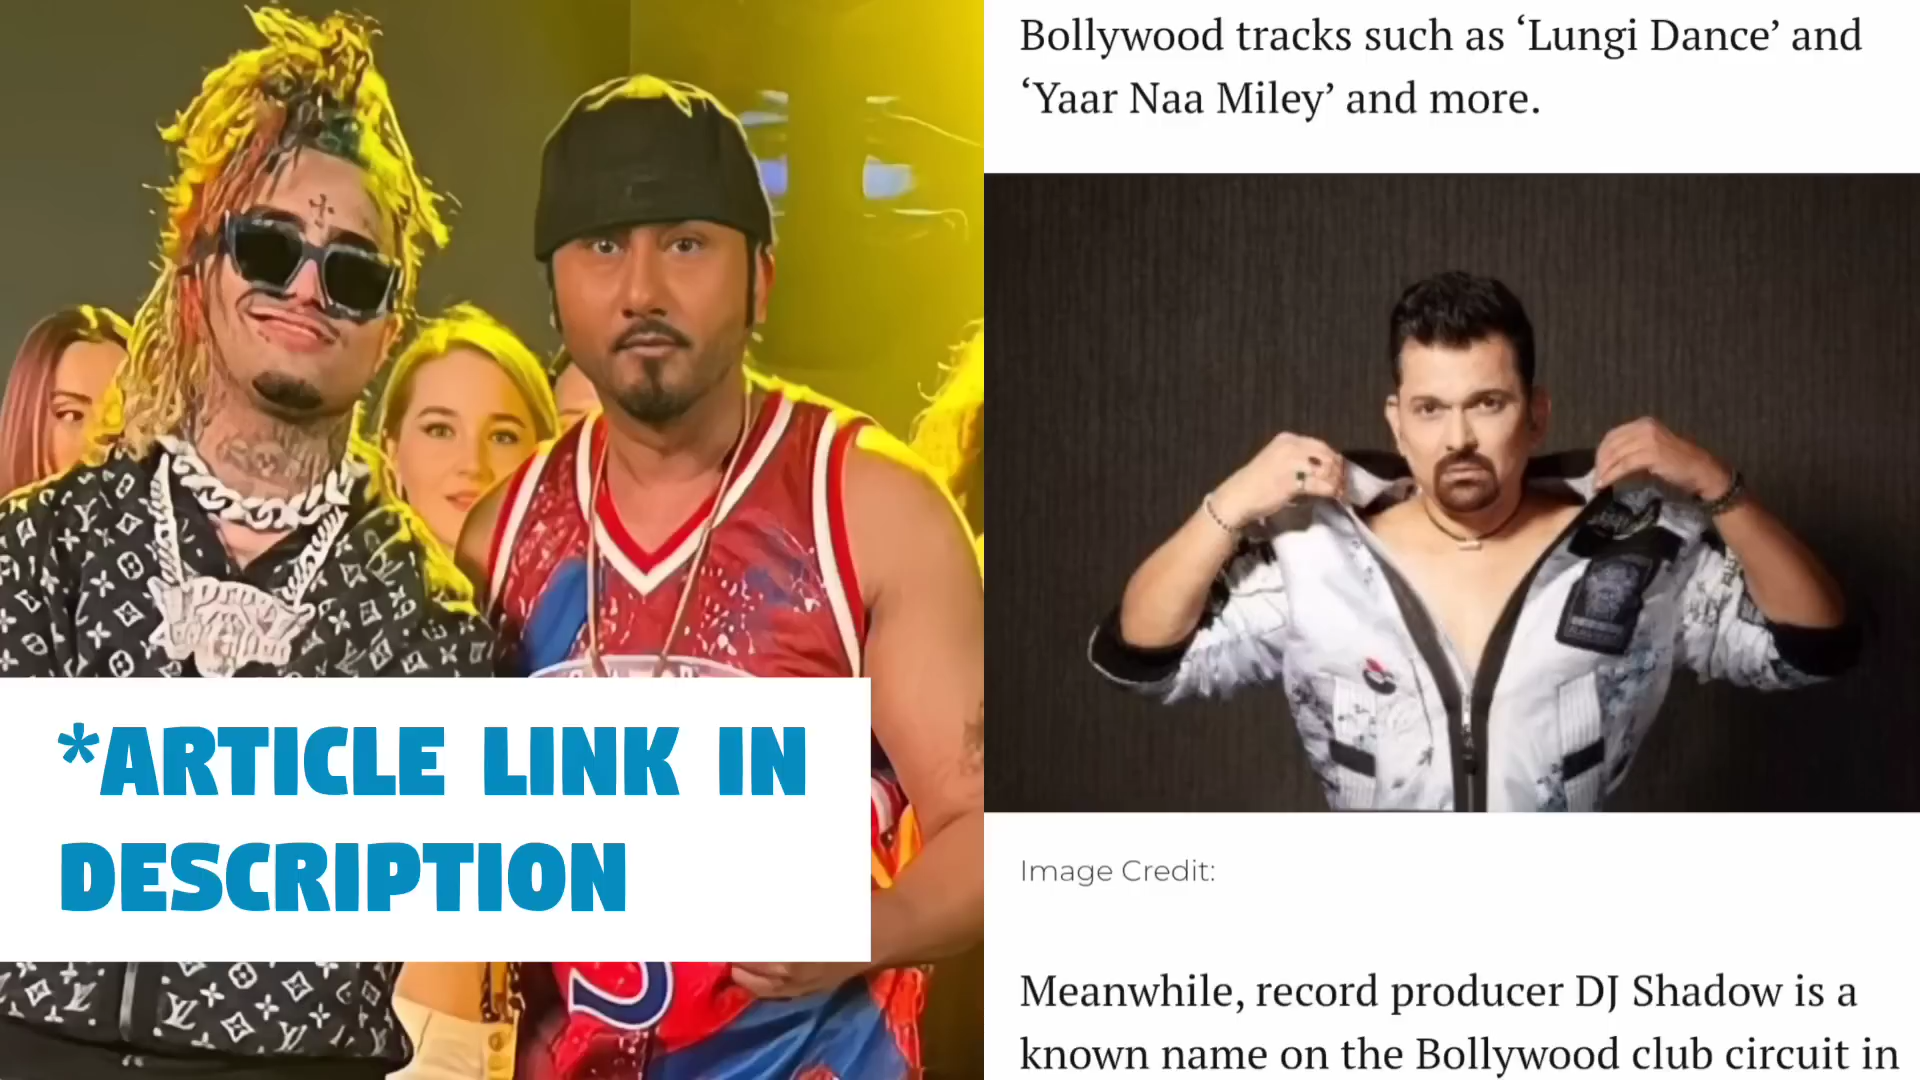 Bollywood tracks such as ‘Lungi Dance’ and
‘Yaar Naa Miley’ and more.
*ARTICLE LINK IN
DESCRIPTION
Image Credit:
Meanwhile, record producer DJ Shadow is a
known name on the Bollywood club circuit in